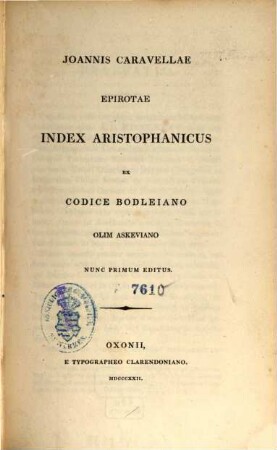 JOANNIS CARAVELLAE
EPIROTAE
INDEX ARISTOPHANICUS
EX
CODICE BODLEIANO
OLIM ASKEVIANO
NUNC PRIMUM EDITUS.
7610
OXONII,
E TYPOGRAPHEO CLARENDONIANO,
MDCCCXXII.